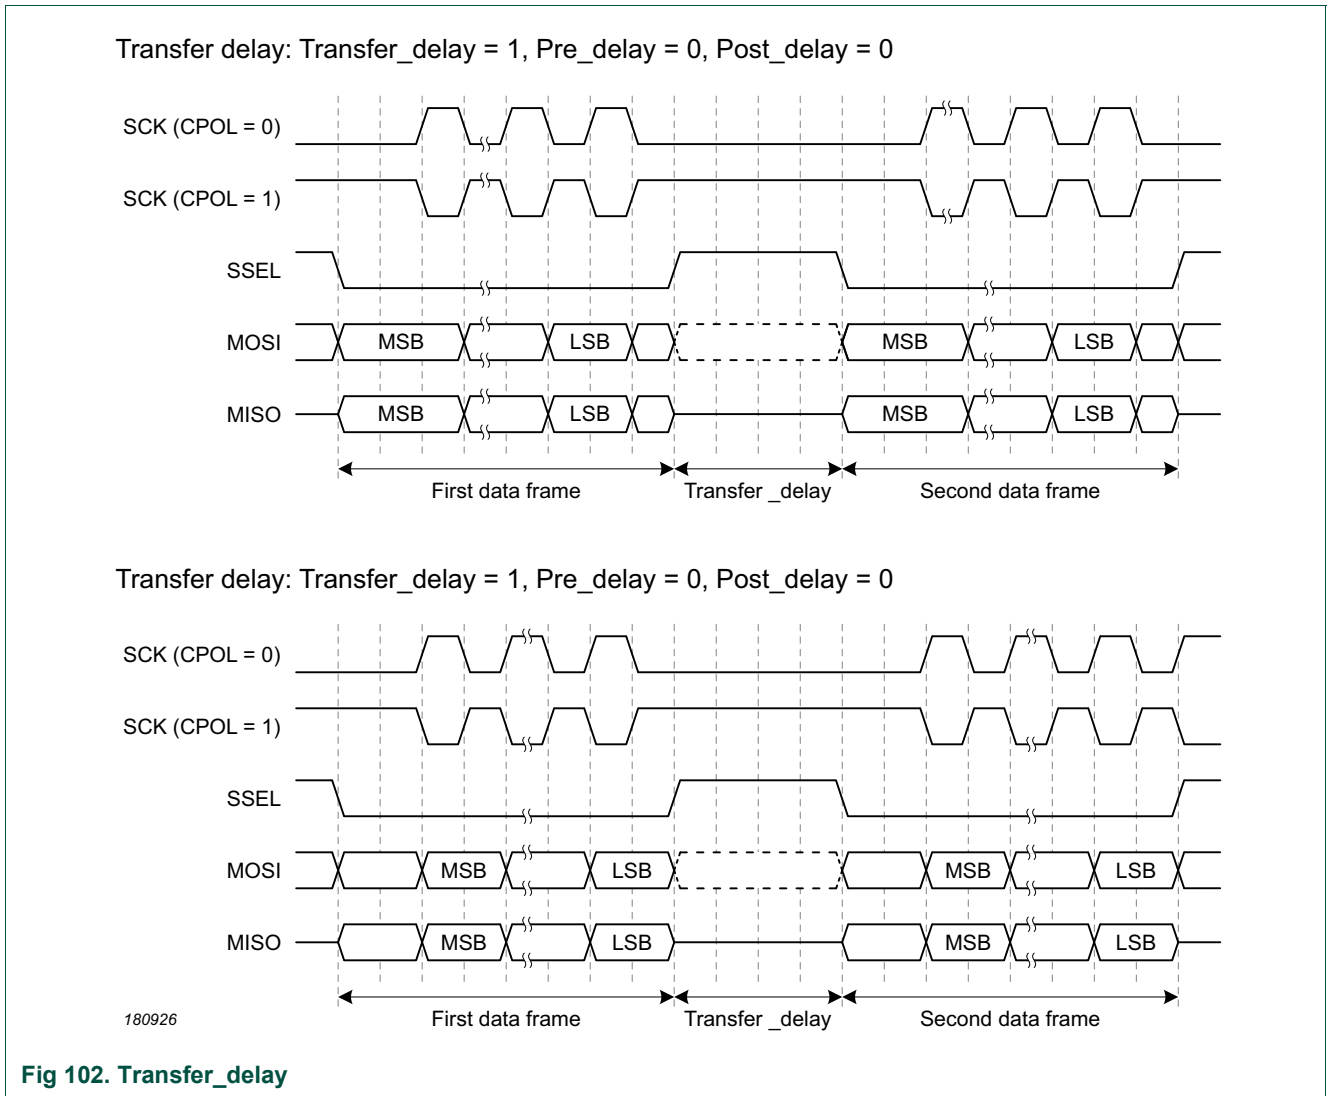 Transfer delay: Transfer_delay = 1, Pre_delay = 0, Post_delay = 0
SCK (CPOL = 0)
SCK (CPOL = 1)
SSEL
MOSI MSB LSB MSB LSB
MISO MSB LSB MSB LSB
First data frame Transfer _delay Second data frame
Transfer delay: Transfer_delay = 1, Pre_delay = 0, Post_delay = 0
SCK (CPOL = 0)
SCK (CPOL = 1)
SSEL
MOSI MSB LSB MSB LSB
MISO MSB LSB MSB LSB
First data frame Transfer _delay Second data frame
180926
Fig 102. Transfer_delay